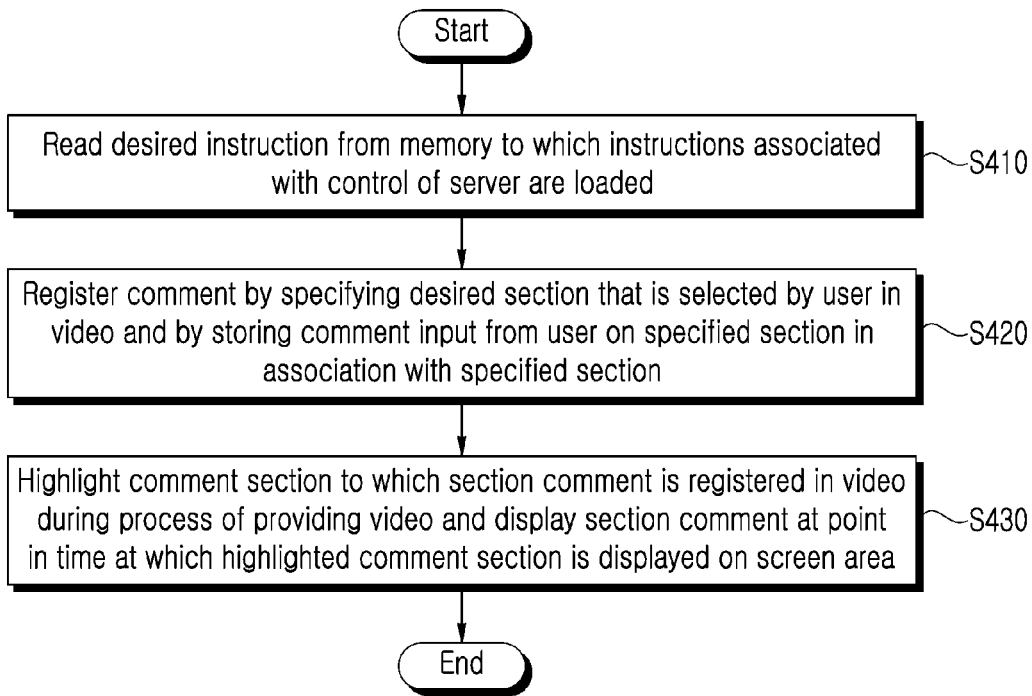 Start
Read desired instruction from memory to which instructions associated
with control of server are loaded
S410
Register comment by specifying desired section that is selected by user in
video and by storing comment input from user on specified section in
association with specified section
S420
Highlight comment section to which section comment is registered in video
during process of providing video and display section comment at point
in time at which highlighted comment section is displayed on screen area
S430
End